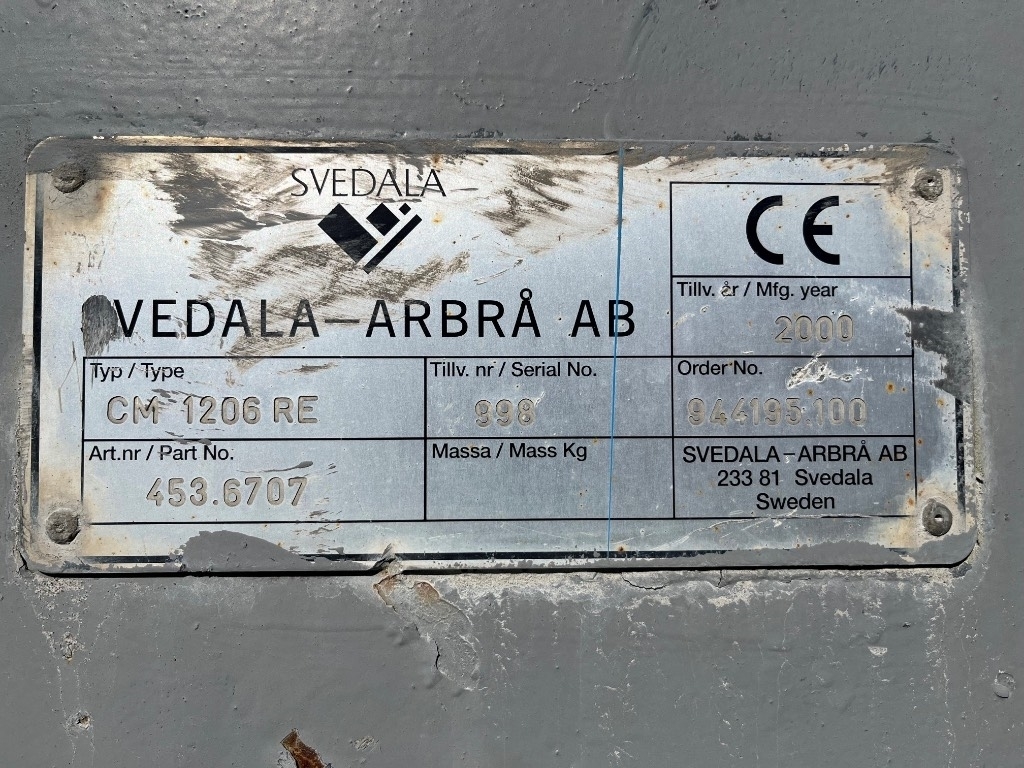 SVEDALA
CE
SVEDALA-ARBRÅ AB
Tillv. år / Mfg. year
2000
Typ / Type
CM 1206 RE
Tillv. nr / Serial No.
998
Order No.
944195.100
Art.nr / Part No.
453.6707
Massa / Mass Kg
SVEDALA-ARBRÅ AB
233 81 Svedala
Sweden